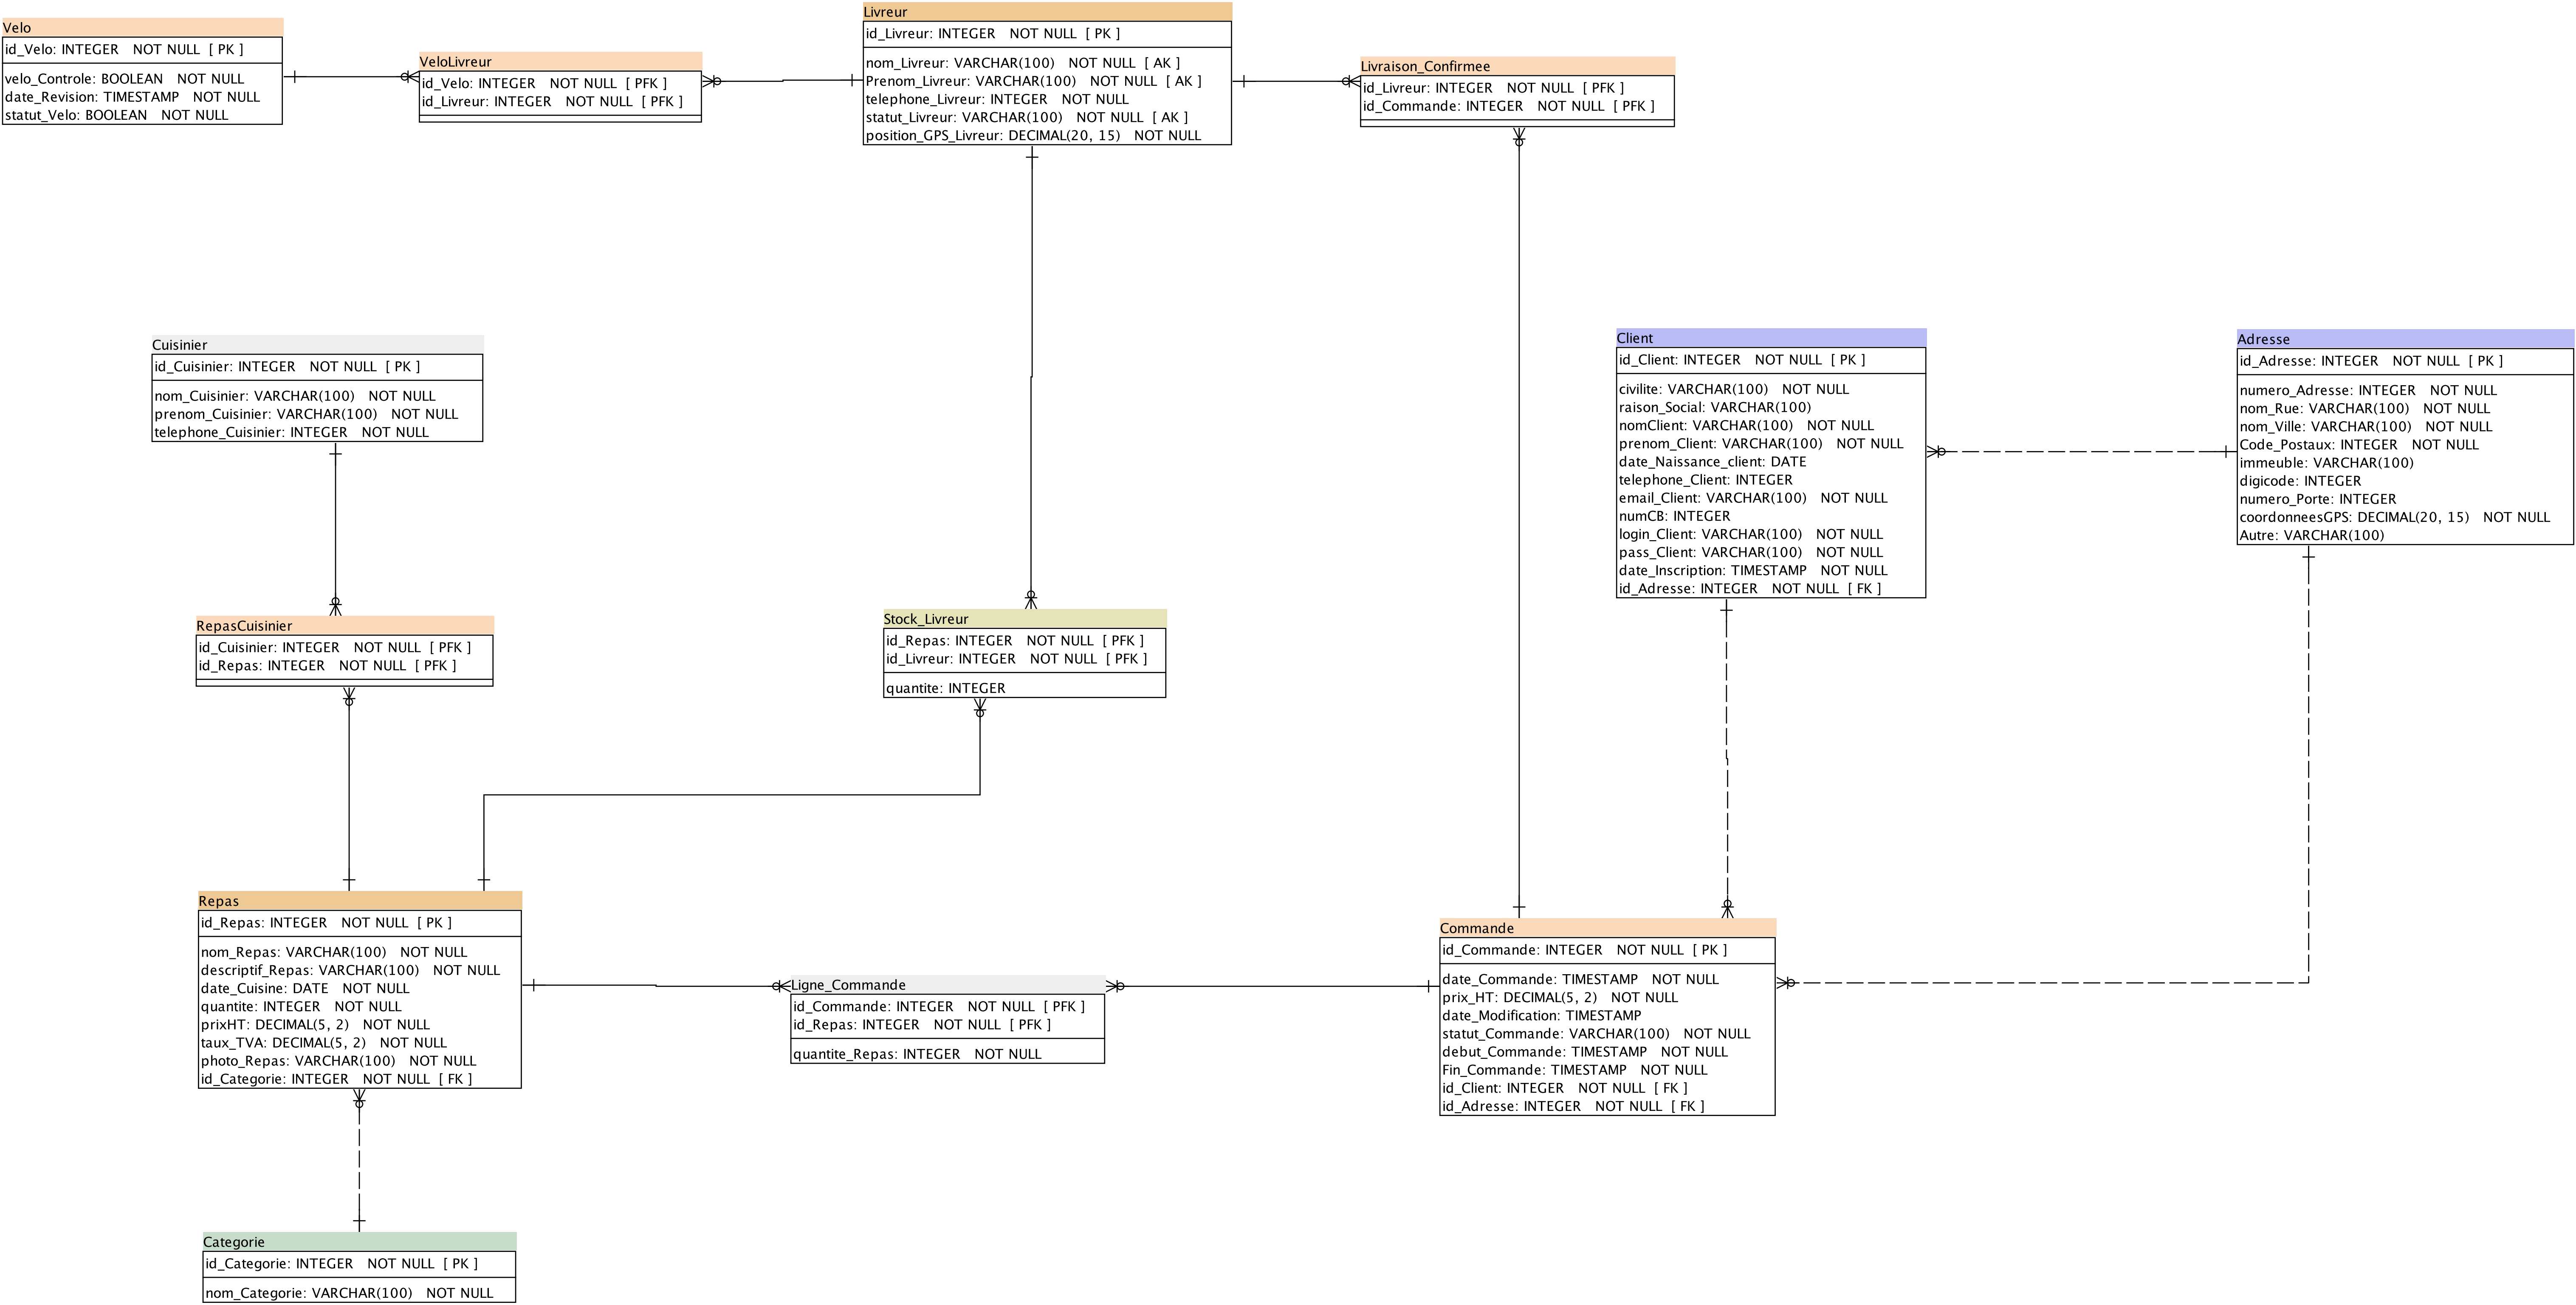 Velo
id_Velo: INTEGER NOT NULL [ PK ]
velo_Controle: BOOLEAN NOT NULL
date_Revision: TIMESTAMP NOT NULL
statut_Velo: BOOLEAN NOT NULL
VeloLivreur
id_Velo: INTEGER NOT NULL [ PFK ]
id_Livreur: INTEGER NOT NULL [ PFK ]
Livreur
id_Livreur: INTEGER NOT NULL [ PK ]
nom_Livreur: VARCHAR(100) NOT NULL [ AK ]
Prenom_Livreur: VARCHAR(100) NOT NULL [ AK ]
telephone_Livreur: INTEGER NOT NULL
statut_Livreur: VARCHAR(100) NOT NULL [ AK ]
position_GPS_Livreur: DECIMAL(20, 15) NOT NULL
Livraison_Confirmee
id_Livreur: INTEGER NOT NULL [ PFK ]
id_Commande: INTEGER NOT NULL [ PFK ]
Cuisinier
id_Cuisinier: INTEGER NOT NULL [ PK ]
nom_Cuisinier: VARCHAR(100) NOT NULL
prenom_Cuisinier: VARCHAR(100) NOT NULL
telephone_Cuisinier: INTEGER NOT NULL
Client
id_Client: INTEGER NOT NULL [ PK ]
civilite: VARCHAR(100) NOT NULL
raison_Social: VARCHAR(100)
nomClient: VARCHAR(100) NOT NULL
prenom_Client: VARCHAR(100) NOT NULL
date_Naissance_client: DATE
telephone_Client: INTEGER
email_Client: VARCHAR(100) NOT NULL
numCB: INTEGER
login_Client: VARCHAR(100) NOT NULL
pass_Client: VARCHAR(100) NOT NULL
date_Inscription: TIMESTAMP NOT NULL
id_Adresse: INTEGER NOT NULL [ FK ]
Adresse
id_Adresse: INTEGER NOT NULL [ PK ]
numero_Adresse: INTEGER NOT NULL
nom_Rue: VARCHAR(100) NOT NULL
nom_Ville: VARCHAR(100) NOT NULL
Code_Postaux: INTEGER NOT NULL
immeuble: VARCHAR(100)
digicode: INTEGER
numero_Porte: INTEGER
coordonneesGPS: DECIMAL(20, 15) NOT NULL
Autre: VARCHAR(100)
RepasCuisinier
id_Cuisinier: INTEGER NOT NULL [ PFK ]
id_Repas: INTEGER NOT NULL [ PFK ]
Stock_Livreur
id_Repas: INTEGER NOT NULL [ PFK ]
id_Livreur: INTEGER NOT NULL [ PFK ]
quantite: INTEGER
Repas
id_Repas: INTEGER NOT NULL [ PK ]
nom_Repas: VARCHAR(100) NOT NULL
descriptif_Repas: VARCHAR(100) NOT NULL
date_Cuisine: DATE NOT NULL
quantite: INTEGER NOT NULL
prixHT: DECIMAL(5, 2) NOT NULL
taux_TVA: DECIMAL(5, 2) NOT NULL
photo_Repas: VARCHAR(100) NOT NULL
id_Categorie: INTEGER NOT NULL [ FK ]
Ligne_Commande
id_Commande: INTEGER NOT NULL [ PFK ]
id_Repas: INTEGER NOT NULL [ PFK ]
quantite_Repas: INTEGER NOT NULL
Commande
id_Commande: INTEGER NOT NULL [ PK ]
date_Commande: TIMESTAMP NOT NULL
prix_HT: DECIMAL(5, 2) NOT NULL
date_Modification: TIMESTAMP
statut_Commande: VARCHAR(100) NOT NULL
debut_Commande: TIMESTAMP NOT NULL
Fin_Commande: TIMESTAMP NOT NULL
id_Client: INTEGER NOT NULL [ FK ]
id_Adresse: INTEGER NOT NULL [ FK ]
Categorie
id_Categorie: INTEGER NOT NULL [ PK ]
nom_Categorie: VARCHAR(100) NOT NULL